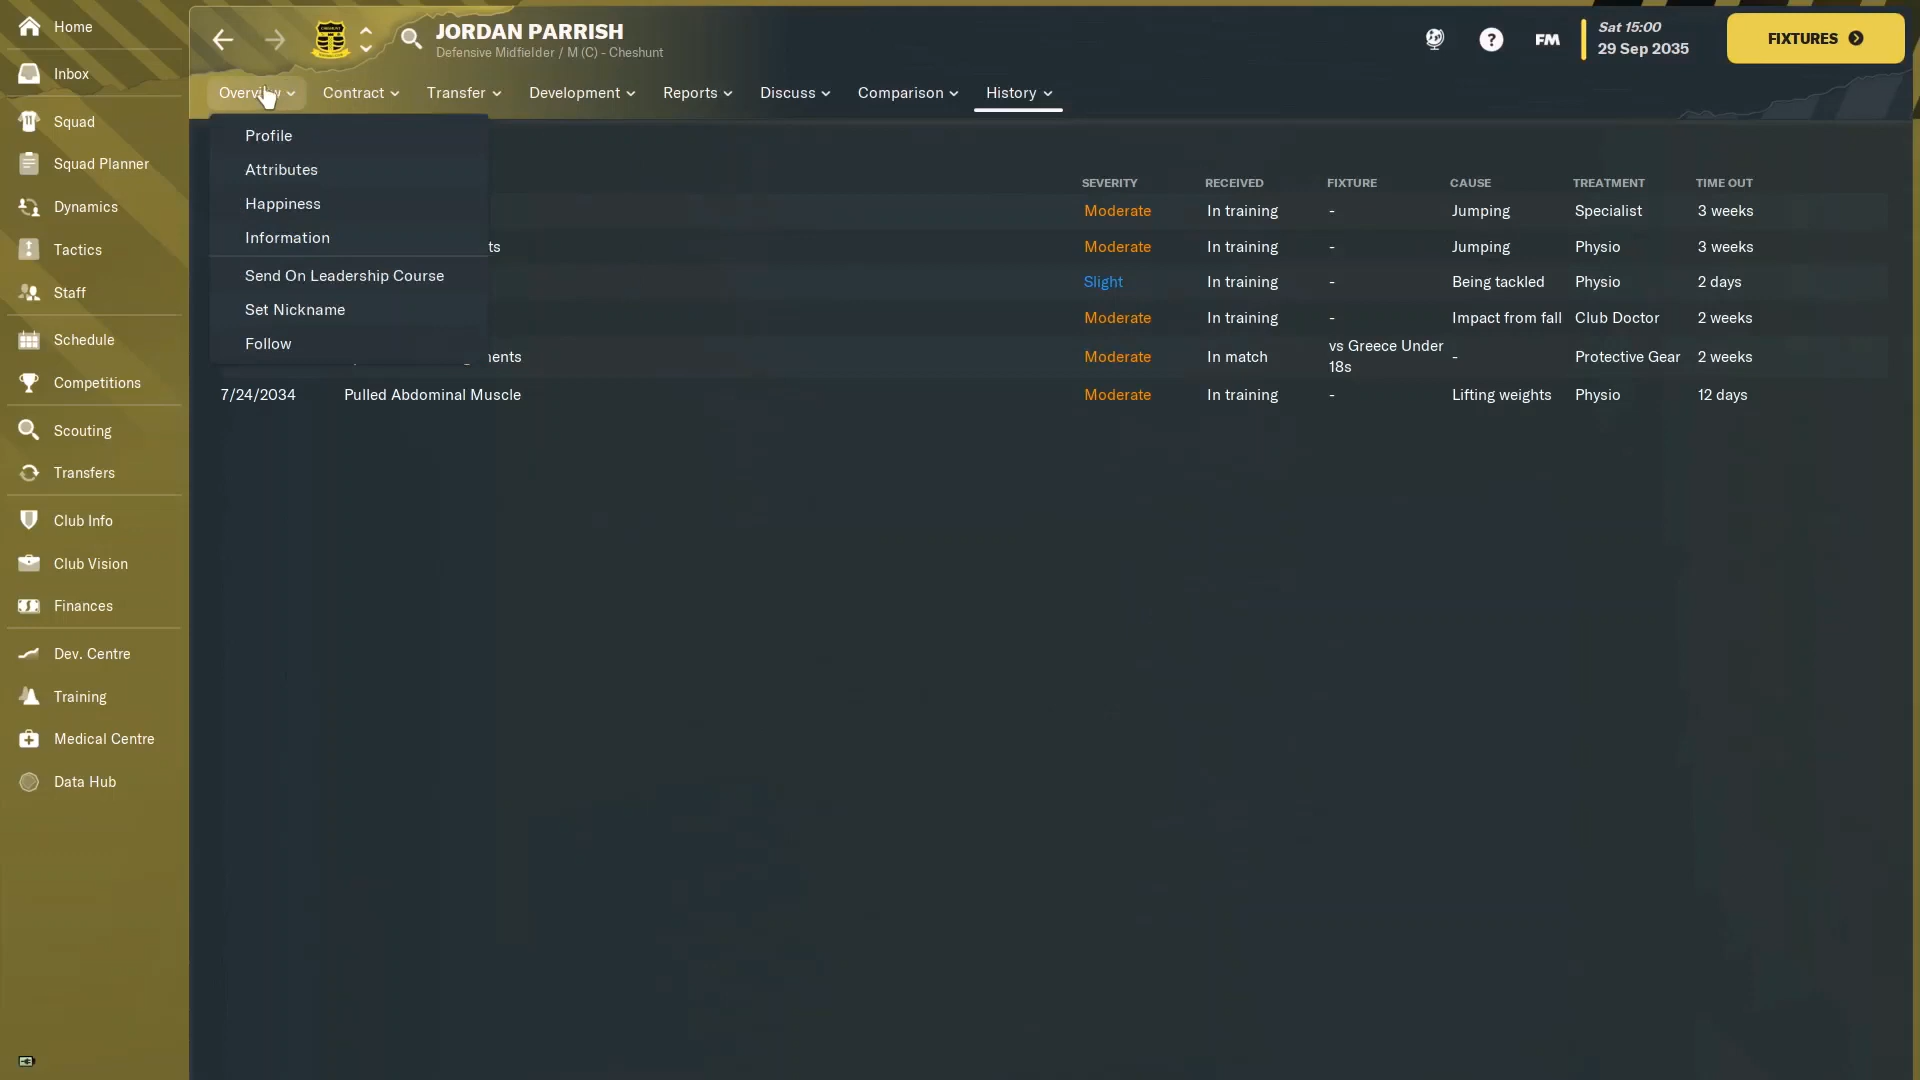 Home
Inbox
Squad
Squad Planner
Dynamics
Tactics
Staff
Schedule
Competitions
Scouting
Transfers
Club Info
Club Vision
Finances
Dev. Centre
Training
Medical Centre
Data Hub
JORDAN PARRISH
Defensive Midfielder / M (C) - Cheshunt
? FM
Sat 15:00
29 Sep 2035
FIXTURES
Contract Transfer Development Reports Discuss Comparison History
Profile
Attributes
Happiness
Information
Send On Leadership Course
Set Nickname
Follow
SEVERITY RECEIVED FIXTURE CAUSE TREATMENT TIME OUT
Moderate In training - Jumping Specialist 3 weeks
Moderate In training - Jumping Physio 3 weeks
Slight In training - Being tackled Physio 2 days
Moderate In training - Impact from fall Club Doctor 2 weeks
Moderate In match vs Greece Under 18s - Protective Gear 2 weeks
7/24/2034 Pulled Abdominal Muscle Moderate In training - Lifting weights Physio 12 days